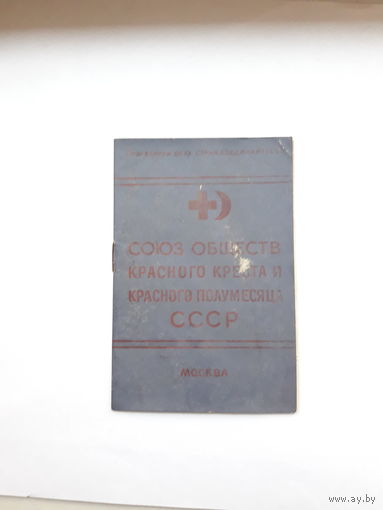 СОЮЗ ОБЩЕСТВ
КРАСНОГО КРЕСТА И
КРАСНОГО ПОЛУМЕСЯЦА
СССР
МОСКВА
www.ay.by